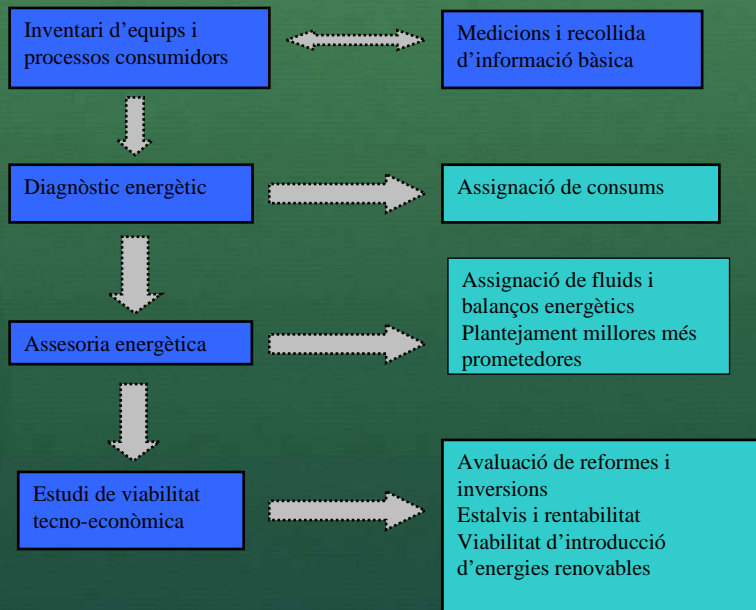 Inventari d’equips i
processos consumidors
Medicions i recollida
d’informació bàsica
Diagnòstic energètic
Assignació de consums
Assesoria energètica
Assignació de fluids i
balanços energètics
Plantejament millores més
prometedores
Estudi de viabilitat
tecno-econòmica
Avaluació de reformes i
inversions
Estalvis i rentabilitat
Viabilitat d’introducció
d’energies renovables